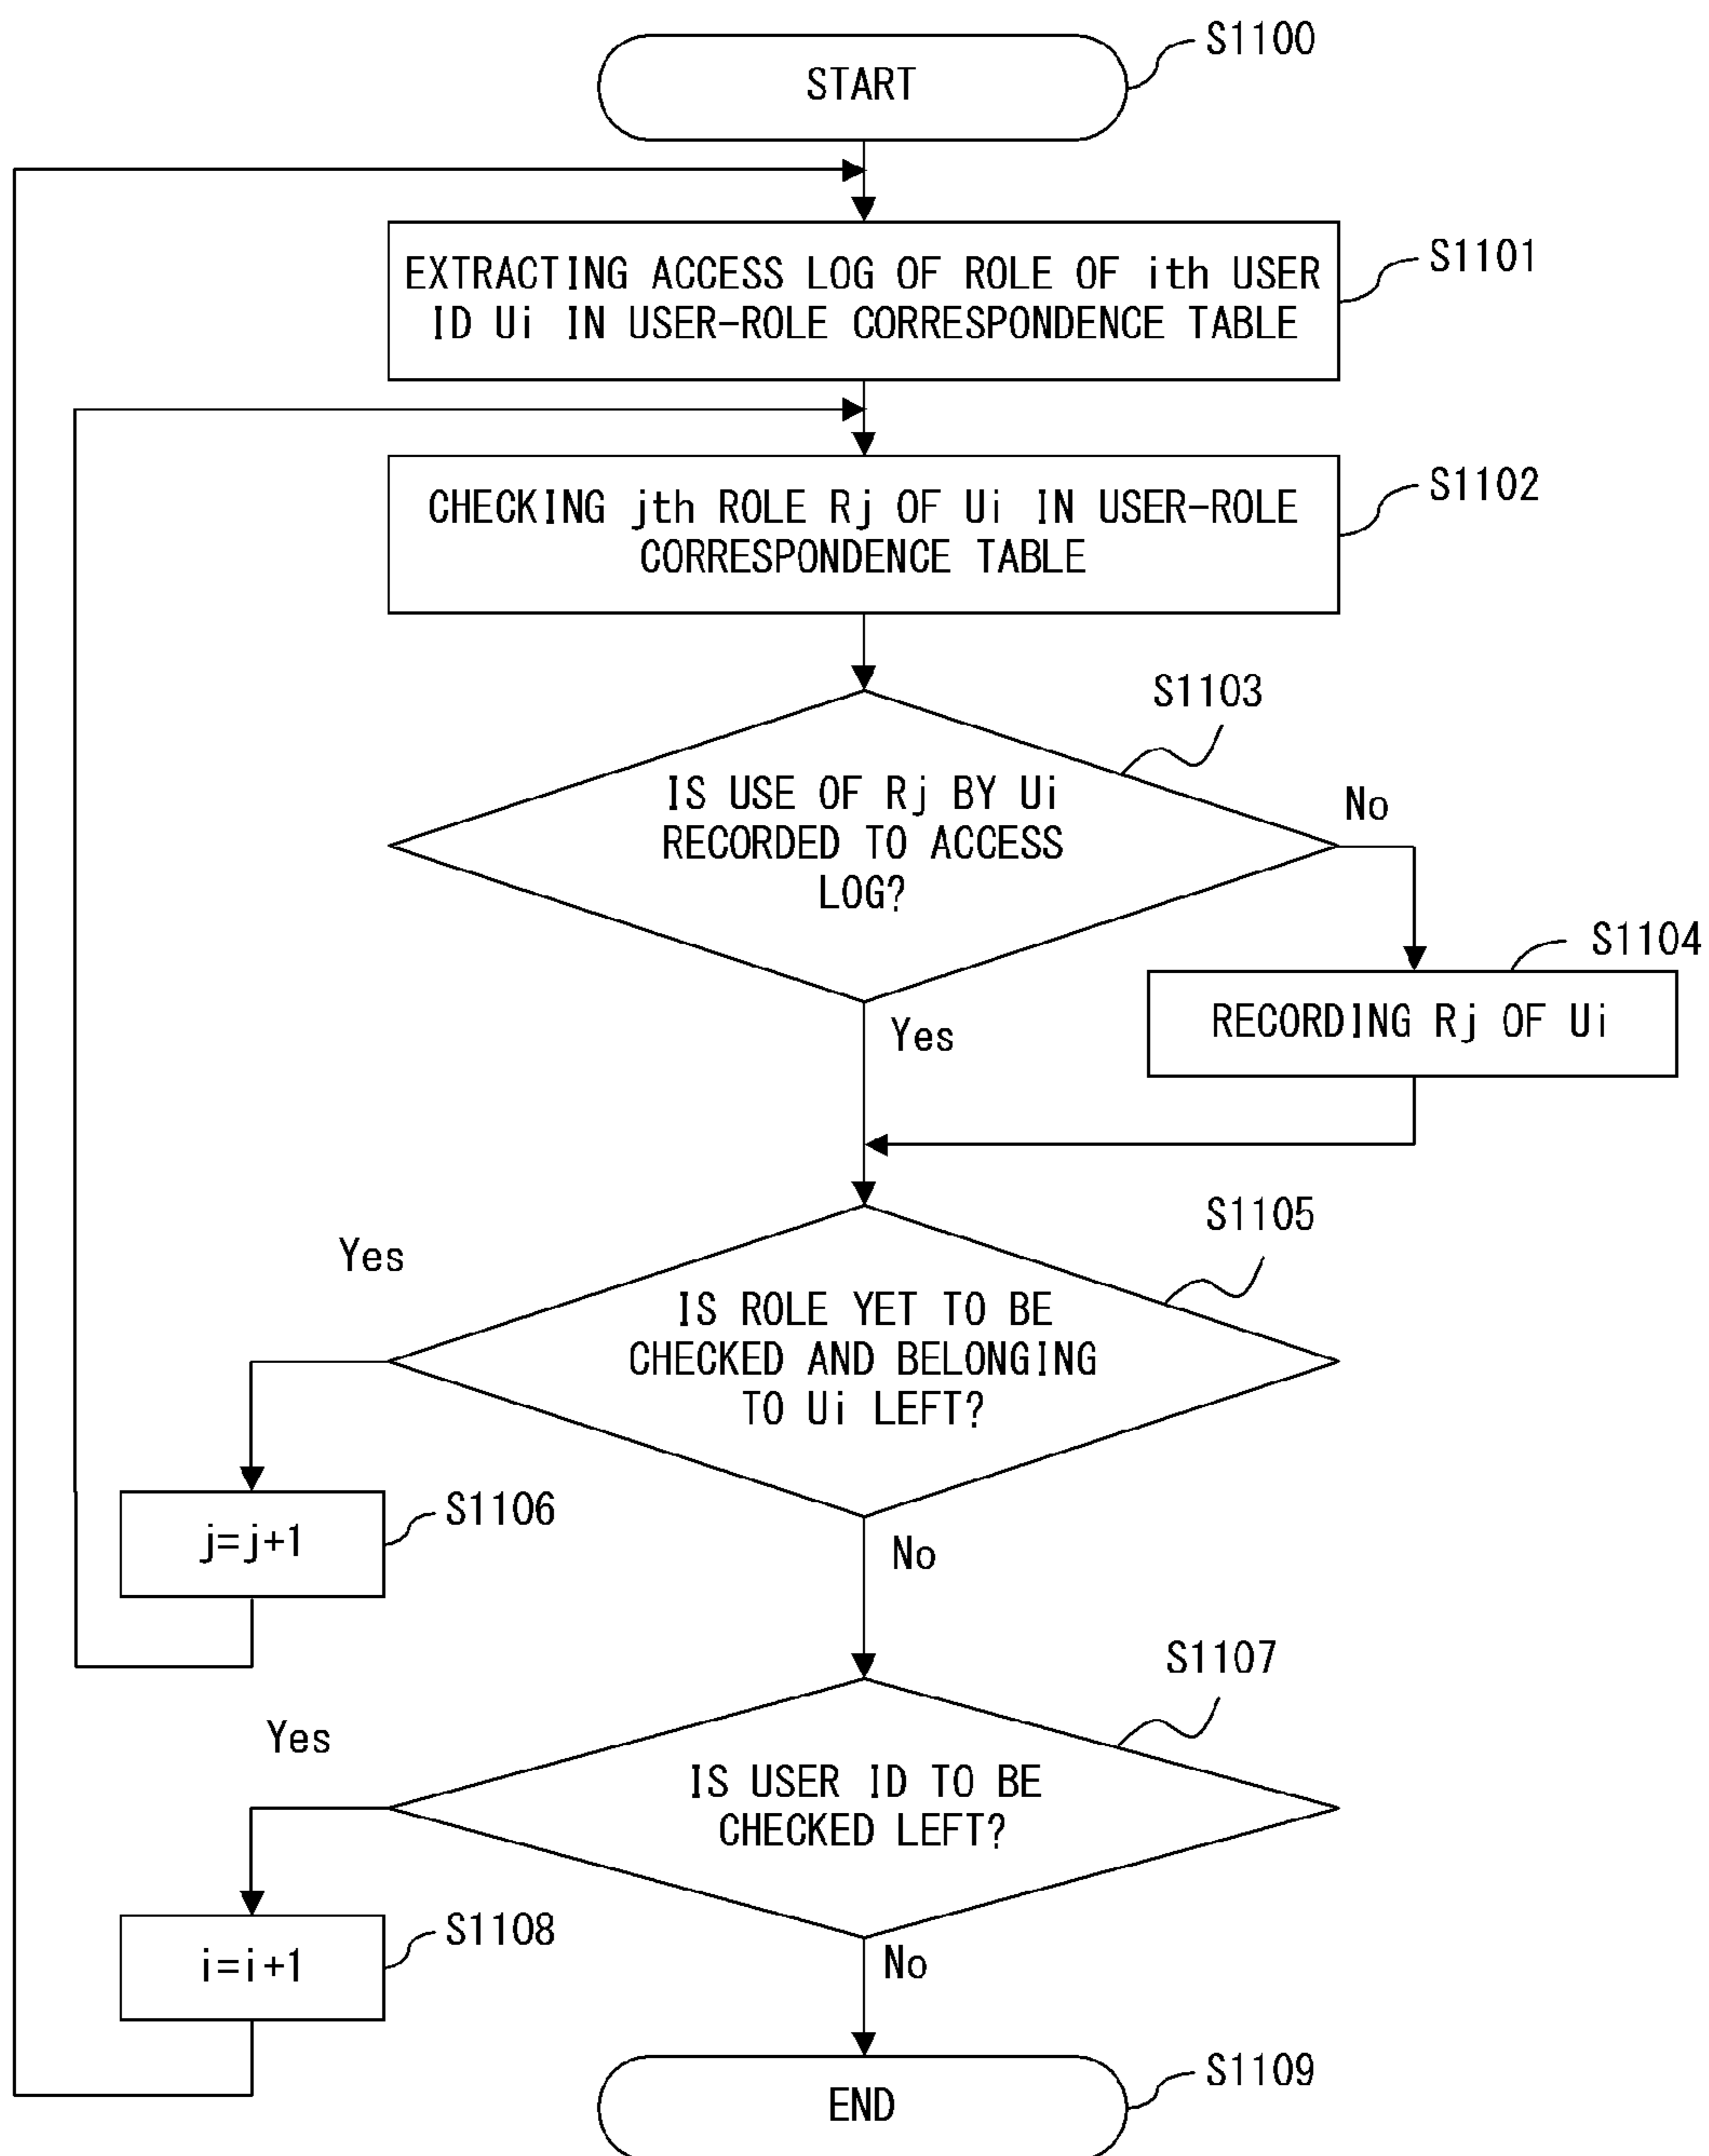 S1100
START
S1101
EXTRACTING ACCESS LOG OF ROLE OF ith USER
ID Ui IN USER-ROLE CORRESPONDENCE TABLE
S1102
CHECKING jth ROLE Rj OF Ui IN USER-ROLE
CORRESPONDENCE TABLE
S1103
IS USE OF Rj BY Ui
RECORDED TO ACCESS
LOG?
No
S1104
RECORDING Rj OF Ui
Yes
S1105
Yes
IS ROLE YET TO BE
CHECKED AND BELONGING
TO Ui LEFT?
S1106
j=j+1
No
S1107
Yes
IS USER ID TO BE
CHECKED LEFT?
S1108
i=i+1
No
S1109
END